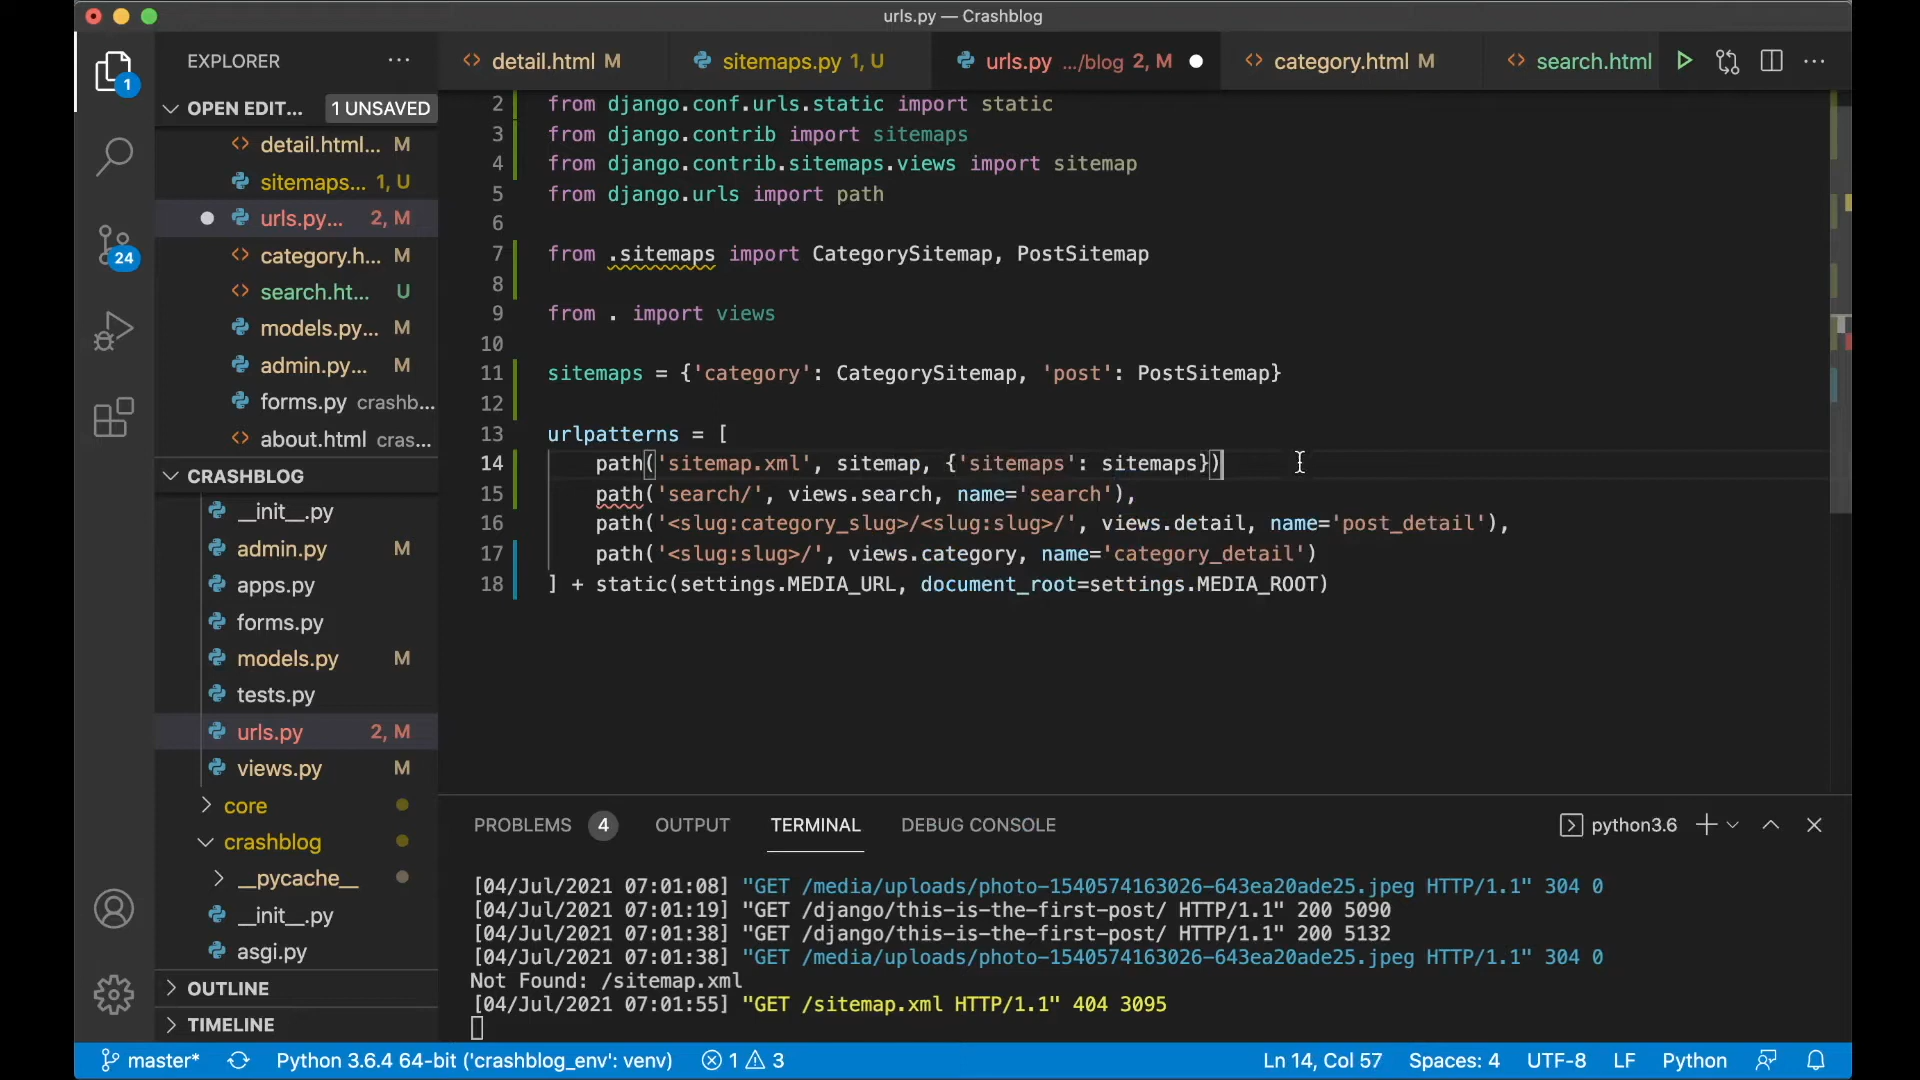 urls.py — Crashblog
EXPLORER
···
detail.html M
sitemaps.py 1, U
urls.py .../blog 2, M
category.html M
search.html
···
1
OPEN EDIT...
1 UNSAVED
detail.html... M
sitemaps... 1, U
urls.py... 2, M
category.h... M
search.ht... U
models.py... M
admin.py... M
forms.py crashb...
about.html cras...
24
CRASHBLOG
__init__.py
admin.py M
apps.py
forms.py
models.py M
tests.py
urls.py 2, M
views.py M
core
crashblog
__pycache__
__init__.py
asgi.py
OUTLINE
TIMELINE
2 from django.conf.urls.static import static
3 from django.contrib import sitemaps
4 from django.contrib.sitemaps.views import sitemap
5 from django.urls import path
6
7 from .sitemaps import CategorySitemap, PostSitemap
8
9 from . import views
10
11 sitemaps = {'category': CategorySitemap, 'post': PostSitemap}
12
13 urlpatterns = [
14 path('sitemap.xml', sitemap, {'sitemaps': sitemaps})
15 path('search/', views.search, name='search'),
16 path('<slug:category_slug>/<slug:slug>/', views.detail, name='post_detail'),
17 path('<slug:slug>/', views.category, name='category_detail')
18 ] + static(settings.MEDIA_URL, document_root=settings.MEDIA_ROOT)
PROBLEMS 4 OUTPUT TERMINAL DEBUG CONSOLE
python3.6
[04/Jul/2021 07:01:08] "GET /media/uploads/photo-1540574163026-643ea20ade25.jpeg HTTP/1.1" 304 0
[04/Jul/2021 07:01:19] "GET /django/this-is-the-first-post/ HTTP/1.1" 200 5090
[04/Jul/2021 07:01:38] "GET /django/this-is-the-first-post/ HTTP/1.1" 200 5132
[04/Jul/2021 07:01:38] "GET /media/uploads/photo-1540574163026-643ea20ade25.jpeg HTTP/1.1" 304 0
Not Found: /sitemap.xml
[04/Jul/2021 07:01:55] "GET /sitemap.xml HTTP/1.1" 404 3095
master* Python 3.6.4 64-bit ('crashblog_env': venv) 1 3 Ln 14, Col 57 Spaces: 4 UTF-8 LF Python